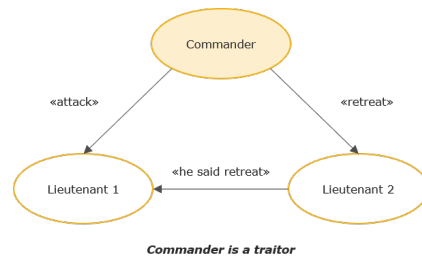 Commander
«attack»
«retreat»
«he said retreat»
Lieutenant 1
Lieutenant 2
Commander is a traitor